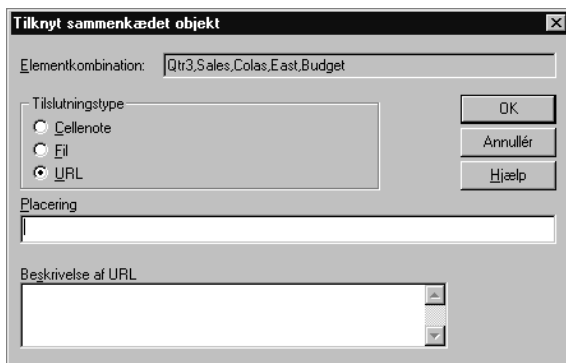 Tilknyt sammenkædet objekt
Elementkombination: Qtr3,Sales,Colas,East,Budget
Tilslutningstype
Cellenote
Fil
URL
OK
Annullér
Hjælp
Placering
Beskrivelse af URL